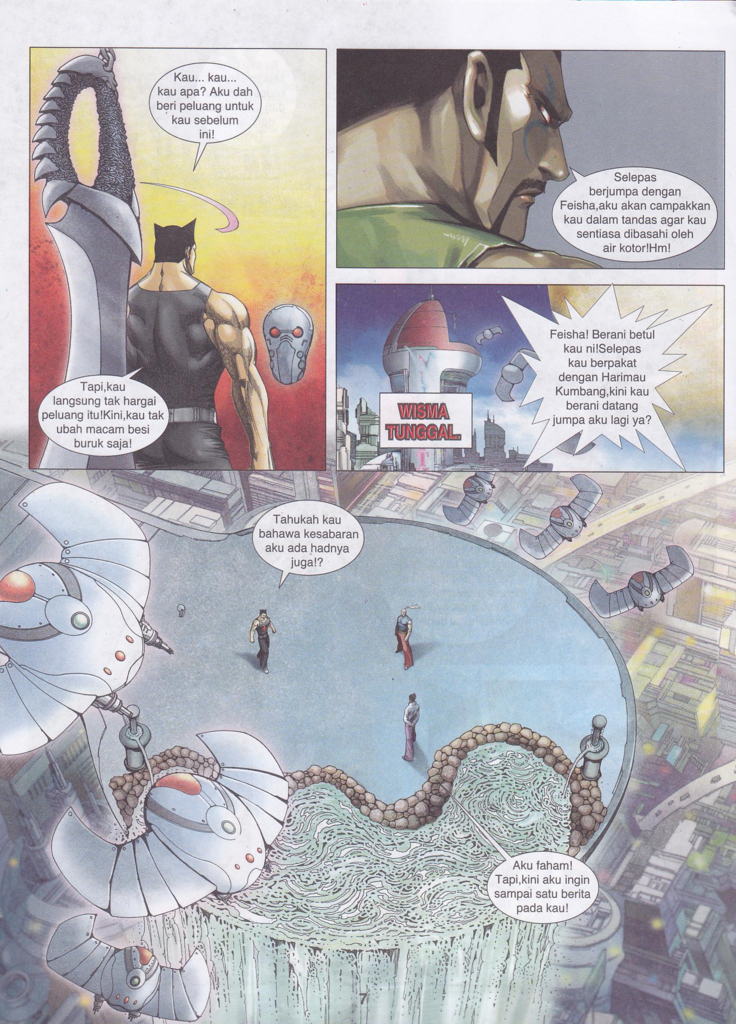 Kau... kau...
kau apa? Aku dah
beri peluang untuk
kau sebelum
ini!
Tapi,kau
langsung tak hargai
peluang itu!Kini,kau tak
ubah macam besi
buruk saja!
Selepas
berjumpa dengan
Feisha,aku akan campakkan
kau dalam tandas agar kau
sentiasa dibasahi oleh
air kotor!Hm!
Feisha! Berani betul
kau ni!Selepas
kau berpakat
dengan Harimau
Kumbang,kini kau
berani datang
jumpa aku lagi ya?
WISMA
TUNGGAL.
Tahukah kau
bahawa kesabaran
aku ada hadnya
juga!?
Aku faham!
Tapi,kini aku ingin
sampai satu berita
pada kau!
7